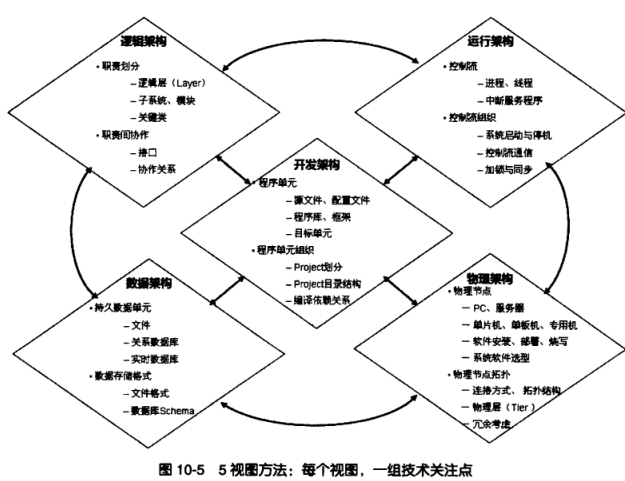 逻辑架构
• 职责划分
– 逻辑层（Layer）
– 子系统、模块
– 关键类
• 职责间协作
– 接口
– 协作关系
运行架构
• 控制流
– 进程、线程
– 中断服务程序
• 控制流组织
– 系统启动与停机
– 控制流通信
– 加锁与同步
开发架构
• 程序单元
– 源文件、配置文件
– 程序库、框架
– 目标单元
• 程序单元组织
– Project划分
– Project目录结构
– 编译依赖关系
数据架构
• 持久数据单元
– 文件
– 关系数据库
– 实时数据库
• 数据存储格式
– 文件格式
– 数据库Schema
物理架构
• 物理节点
– PC、服务器
– 单片机、单板机、专用机
– 软件安装、部署、烧写
– 系统软件选型
• 物理节点拓扑
– 连接方式、拓扑结构
– 物理层（Tier）
– 冗余考虑
图 10-5 5 视图方法：每个视图，一组技术关注点